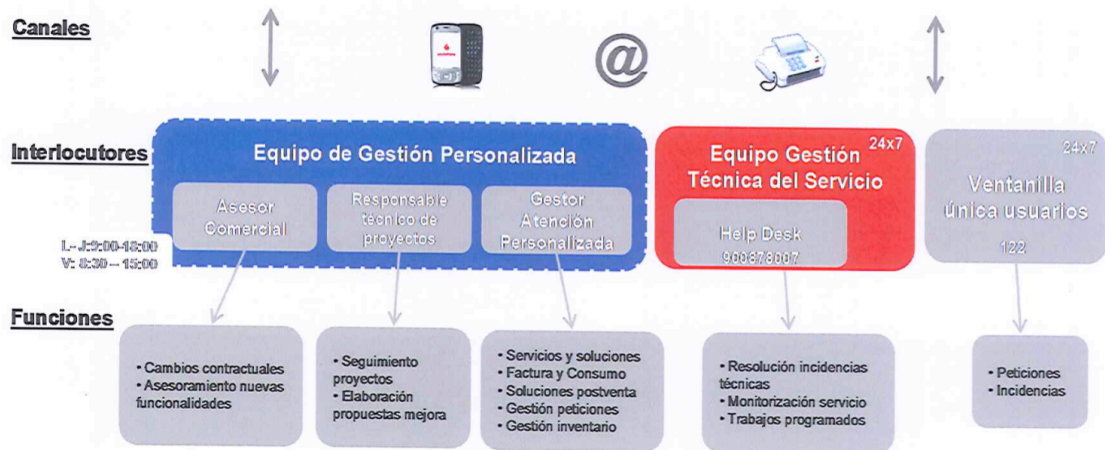 Canales
@
Interlocutores
Equipo de Gestión Personalizada
Asesor
Comercial
Responsable
técnico de
proyectos
Gestor
Atención
Personalizada
L-J:9:00-18:00
V: 8:30 – 15:00
24x7
Equipo Gestión
Técnica del Servicio
Help Desk
900878007
24x7
Ventanilla
única usuarios
122
Funciones
• Cambios contractuales
• Asesoramiento nuevas
funcionalidades
• Seguimiento
proyectos
• Elaboración
propuestas mejora
• Servicios y soluciones
• Factura y Consumo
• Soluciones postventa
• Gestión peticiones
• Gestión inventario
• Resolución incidencias
técnicas
• Monitorización servicio
• Trabajos programados
• Peticiones
• Incidencias